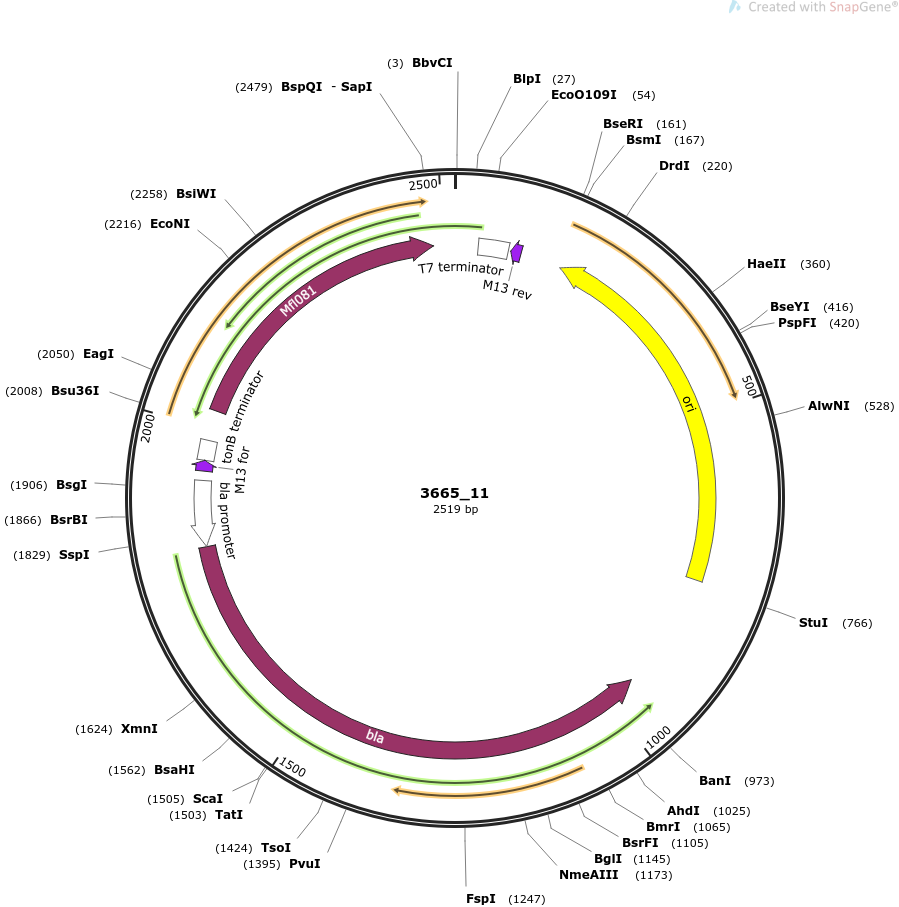 Created with SnapGene®
(3) BbvCI
(2479) BspQI - SapI
BlpI (27)
EcoO109I (54)
BseRI (161)
BsmI (167)
DrdI (220)
(2258) BsiWI
(2216) EcoNI
2500
T7 terminator
M13 rev
Mfl081
HaeII (360)
BseYI (416)
PspFI (420)
(2050) EagI
(2008) Bsu36I
2000
500
AlwNI (528)
ori
tonB terminator
M13 for
bla promoter
(1906) BsgI
(1866) BsrBI
(1829) SspI
3665_11
2519 bp
StuI (766)
(1624) XmnI
bla
1000
(1562) BsaHI
1500
BanI (973)
(1505) ScaI
(1503) TatI
AhdI (1025)
BmrI (1065)
BsrFI (1105)
(1424) TsoI
BglI (1145)
(1395) PvuI
NmeAIII (1173)
FspI (1247)